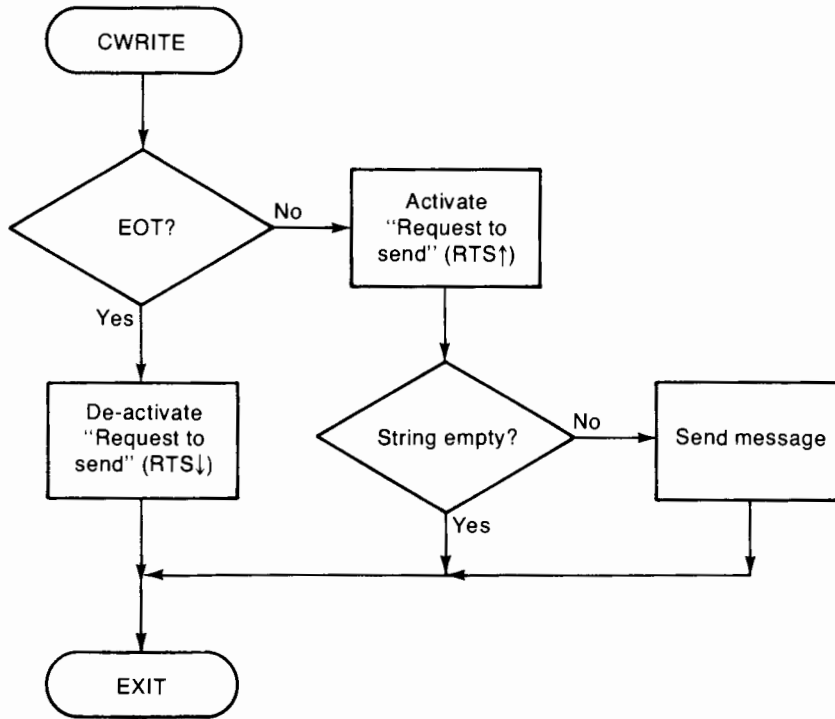 CWRITE
EOT?
No
Activate
“Request to
send” (RTS↑)
Yes
De-activate
“Request to
send” (RTS↓)
String empty?
No
Send message
Yes
EXIT